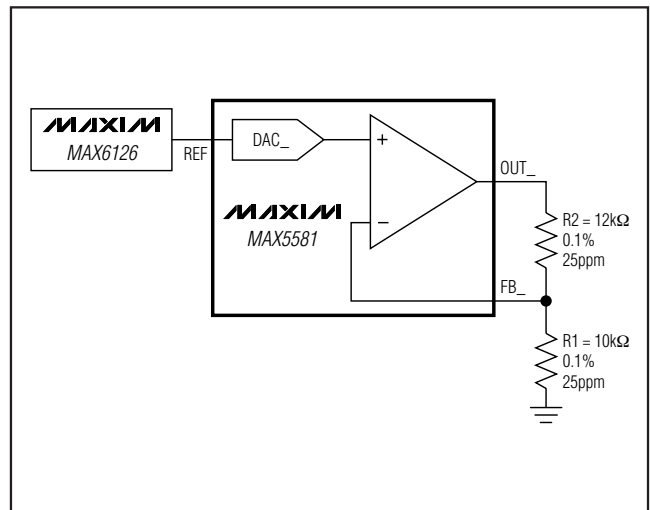 MAXIM
MAX6126
REF
DAC_
+
−
MAXIM
MAX5581
OUT_
R2 = 12kΩ
0.1%
25ppm
FB_
R1 = 10kΩ
0.1%
25ppm